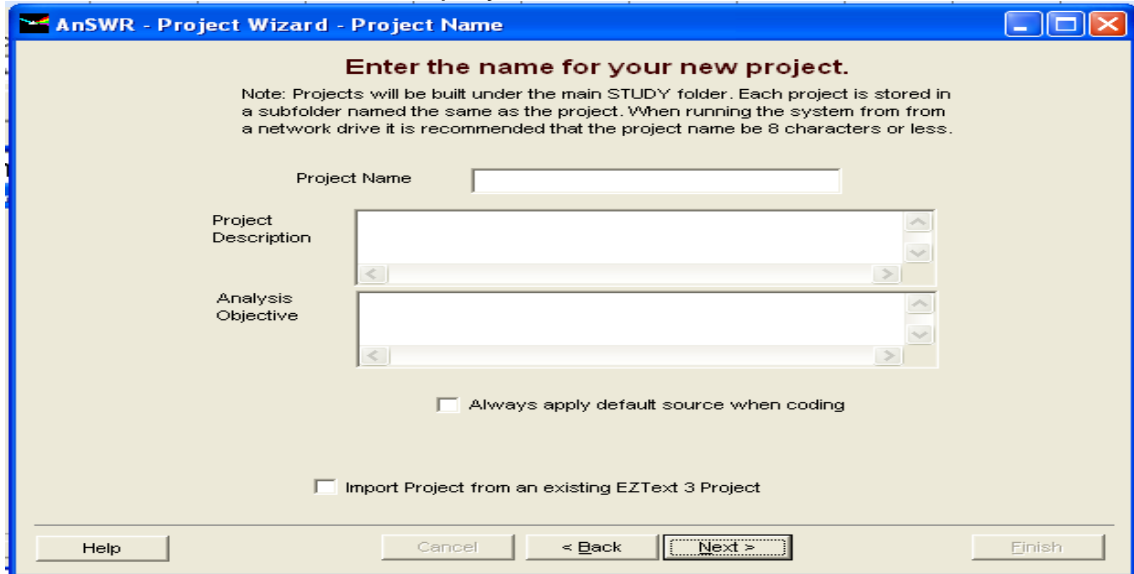 AnSWR - Project Wizard - Project Name
Enter the name for your new project.
Note: Projects will be built under the main STUDY folder. Each project is stored in
a subfolder named the same as the project. When running the system from from
a network drive it is recommended that the project name be 8 characters or less.
Project Name
Project
Description
Analysis
Objective
Always apply default source when coding
Import Project from an existing EZText 3 Project
Help
Cancel
< Back
Next >
Finish